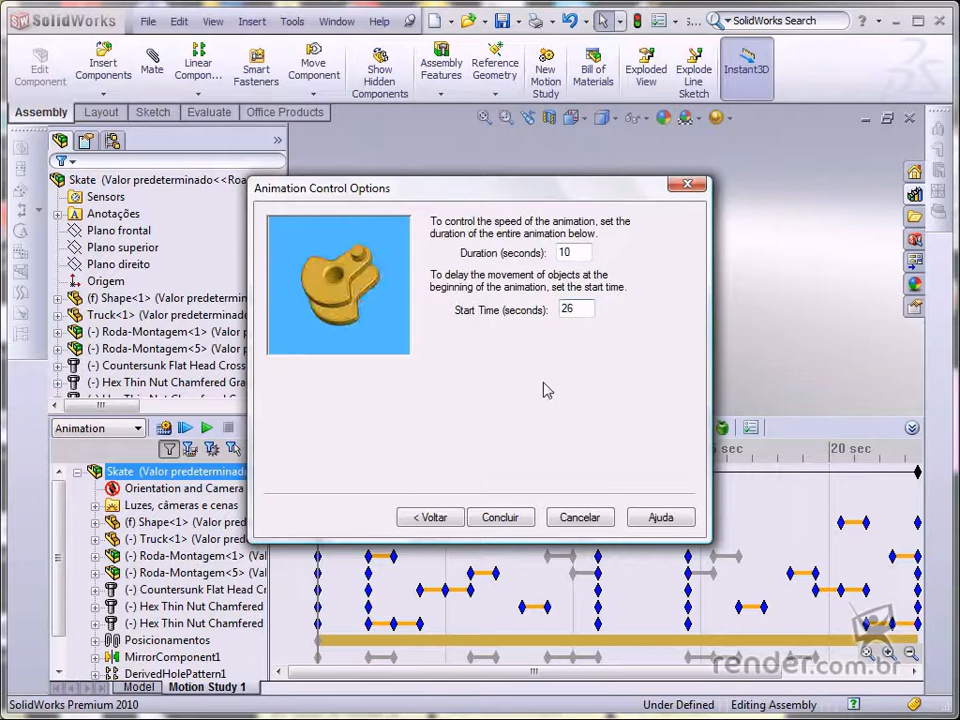 SolidWorks File Edit View Insert Tools Window Help S... SolidWorks Search
Edit Component
Insert Components
Mate
Linear Compon...
Smart Fasteners
Move Component
Show Hidden Components
Assembly Features
Reference Geometry
New Motion Study
Bill of Materials
Exploded View
Explode Line Sketch
Instant3D
Assembly Layout Sketch Evaluate Office Products
Skate (Valor predeterminado<<Roa
Sensors
Anotações
Plano frontal
Plano superior
Plano direito
Origem
(f) Shape<1> (Valor predetermina
Truck<1> (Valor predeterminado<
(-) Roda-Montagem<1> (Valor pre
(-) Roda-Montagem<5> (Valor pre
(-) Countersunk Flat Head Cross
(-) Hex Thin Nut Chamfered Gra
Animation Control Options
To control the speed of the animation, set the
duration of the entire animation below.
Duration (seconds): 10
To delay the movement of objects at the
beginning of the animation, set the start time.
Start Time (seconds): 26
< Voltar Concluir Cancelar Ajuda
Animation
5 sec 20 sec
Skate (Valor predeterminado
Orientation and Camera
Luzes, câmeras e cenas
(f) Shape<1> (Valor
(-) Truck<1> (Valor
(-) Roda-Montagem<1>
(-) Roda-Montagem<5>
(-) Countersunk Flat
(-) Hex Thin Nut Chamfered
(-) Hex Thin Nut Chamfered
Posicionamentos
MirrorComponent1
DerivedHolePattern1
render.com.br
Model Motion Study 1
SolidWorks Premium 2010 Under Defined Editing Assembly